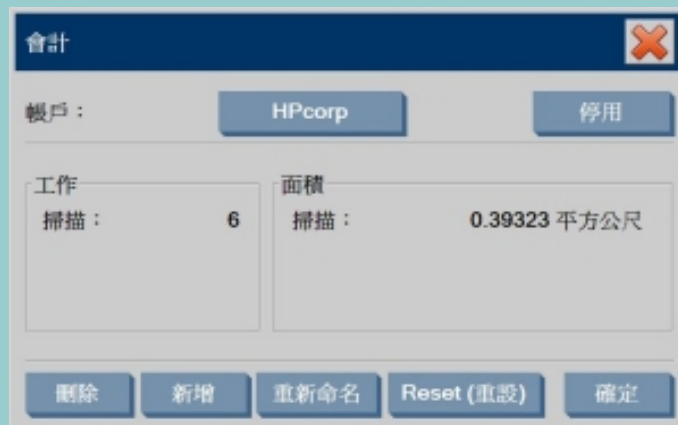 會計
帳戶： HPcorp 停用
工作 面積
掃描： 6 掃描： 0.39323 平方公尺
刪除 新增 重新命名 Reset (重設) 確定